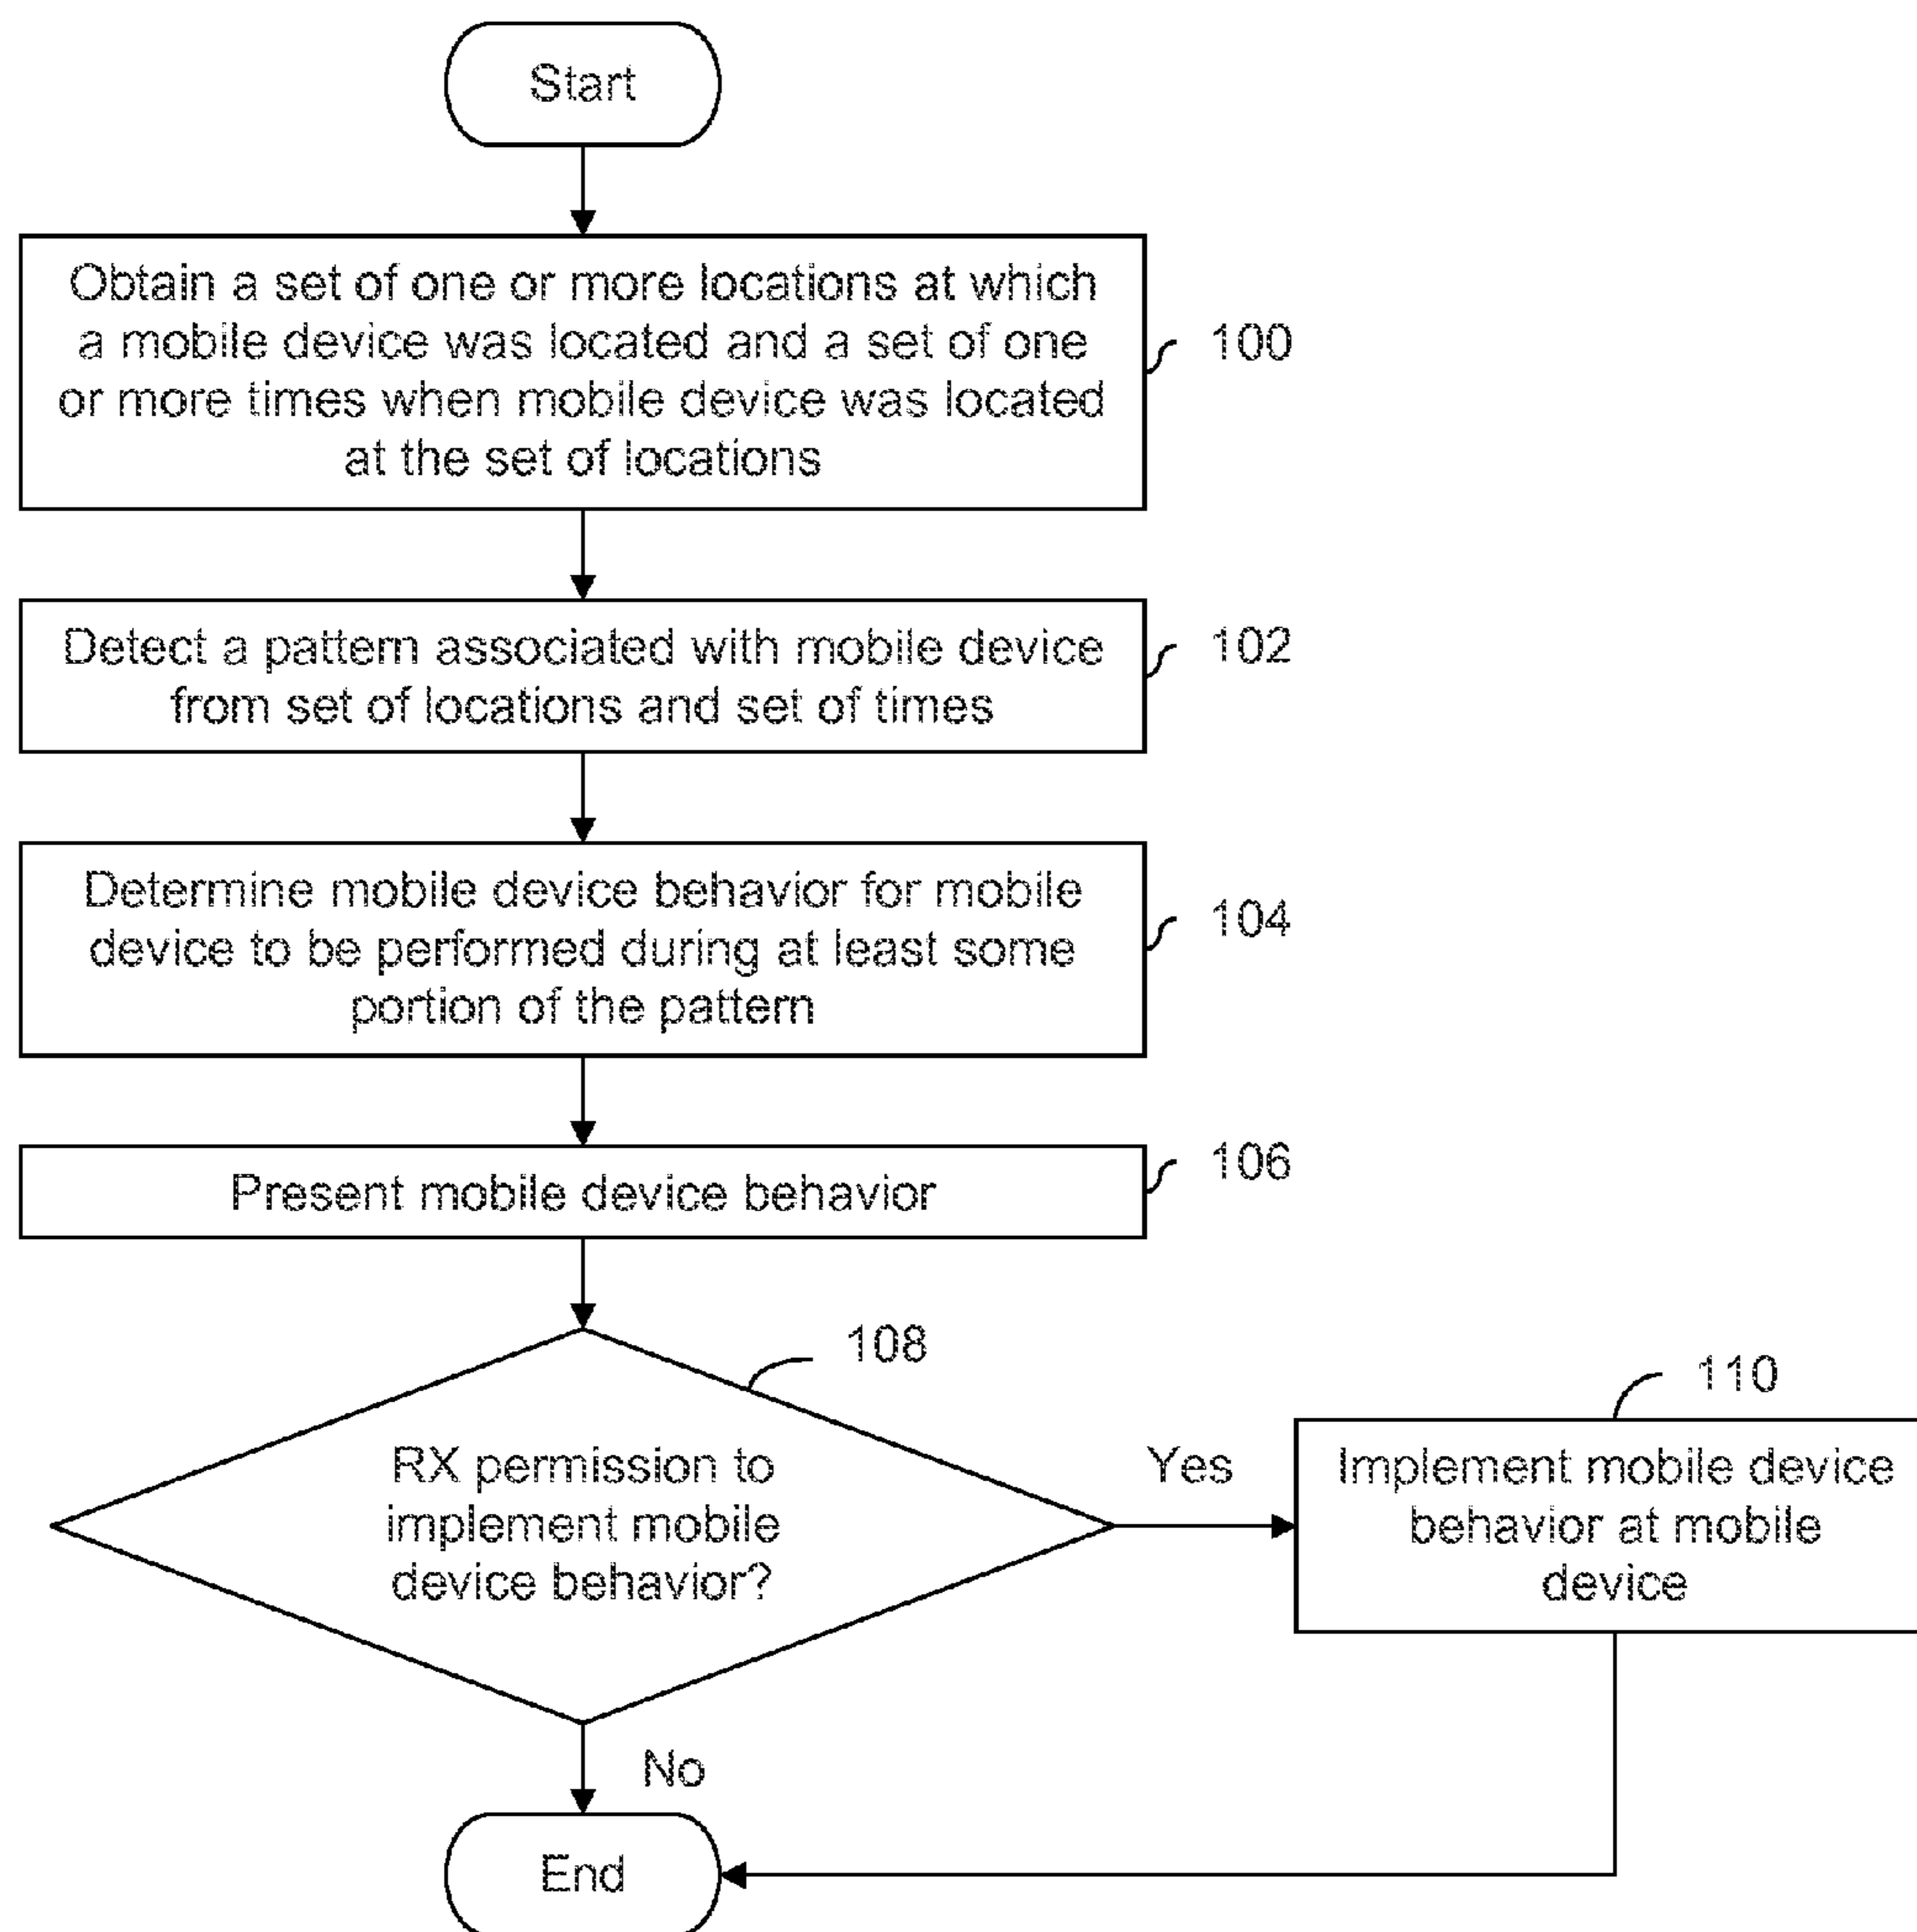 Start
Obtain a set of one or more locations at which
a mobile device was located and a set of one
or more times when mobile device was located
at the set of locations
100
Detect a pattern associated with mobile device
from set of locations and set of times
102
Determine mobile device behavior for mobile
device to be performed during at least some
portion of the pattern
104
Present mobile device behavior
106
108
RX permission to
implement mobile
device behavior?
Yes
110
Implement mobile device
behavior at mobile
device
No
End